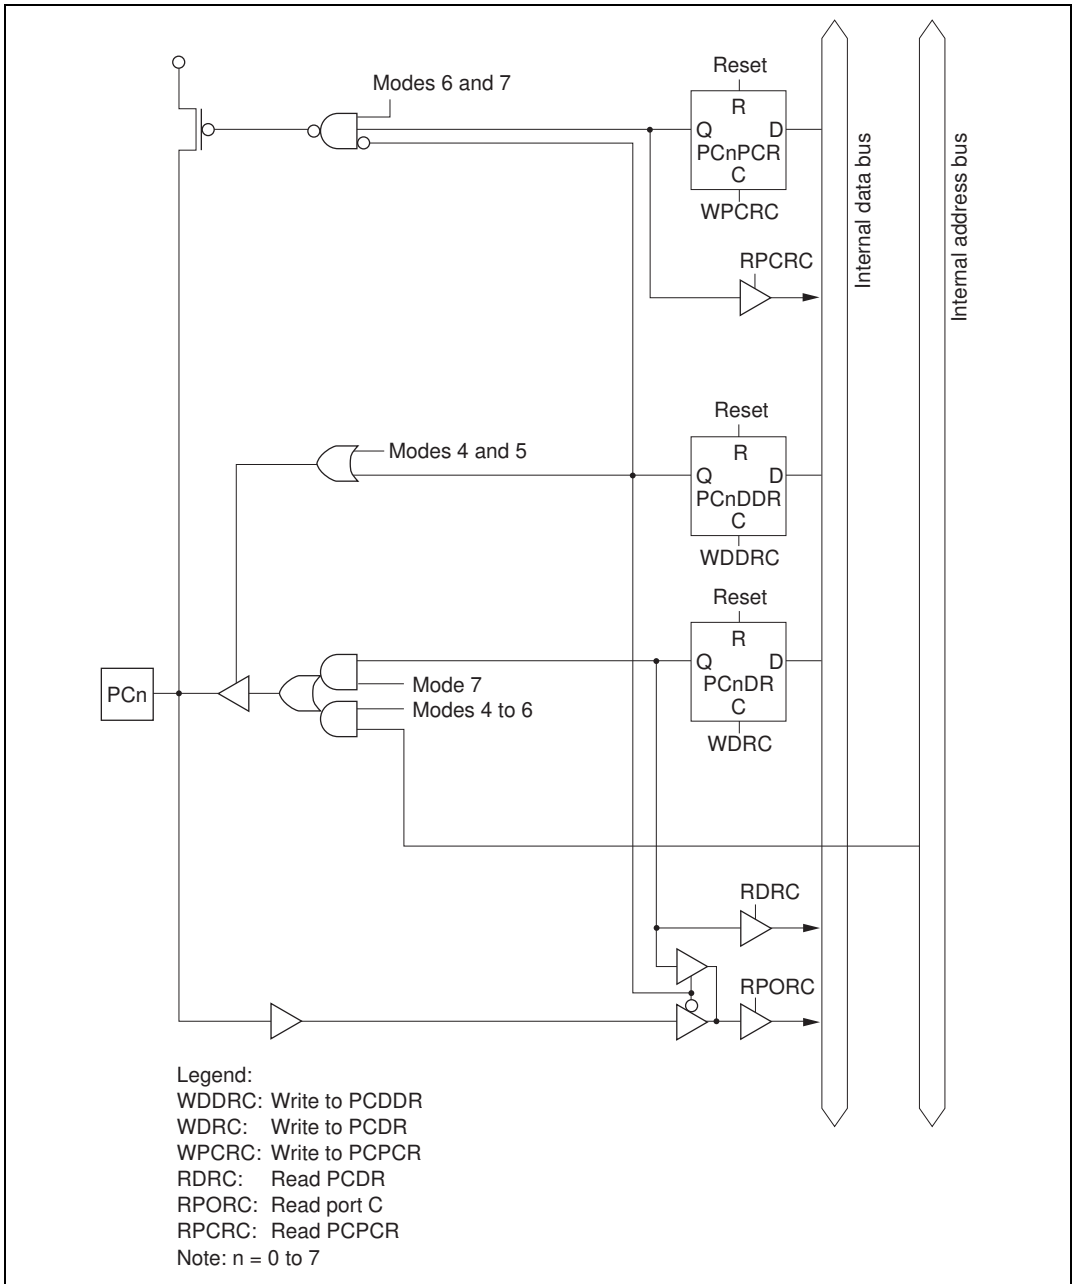 Modes 6 and 7
Reset
R
Q D
PCnPCR
C
WPCRC
RPCRC
Internal data bus
Internal address bus
Reset
R
Modes 4 and 5
Q D
PCnDDR
C
WDDRC
Reset
R
Q D
PCn
Mode 7
PCnDR
Modes 4 to 6
C
WDRC
RDRC
RPORC
Legend:
WDDRC: Write to PCDDR
WDRC: Write to PCDR
WPCRC: Write to PCPCR
RDRC: Read PCDR
RPORC: Read port C
RPCRC: Read PCPCR
Note: n = 0 to 7